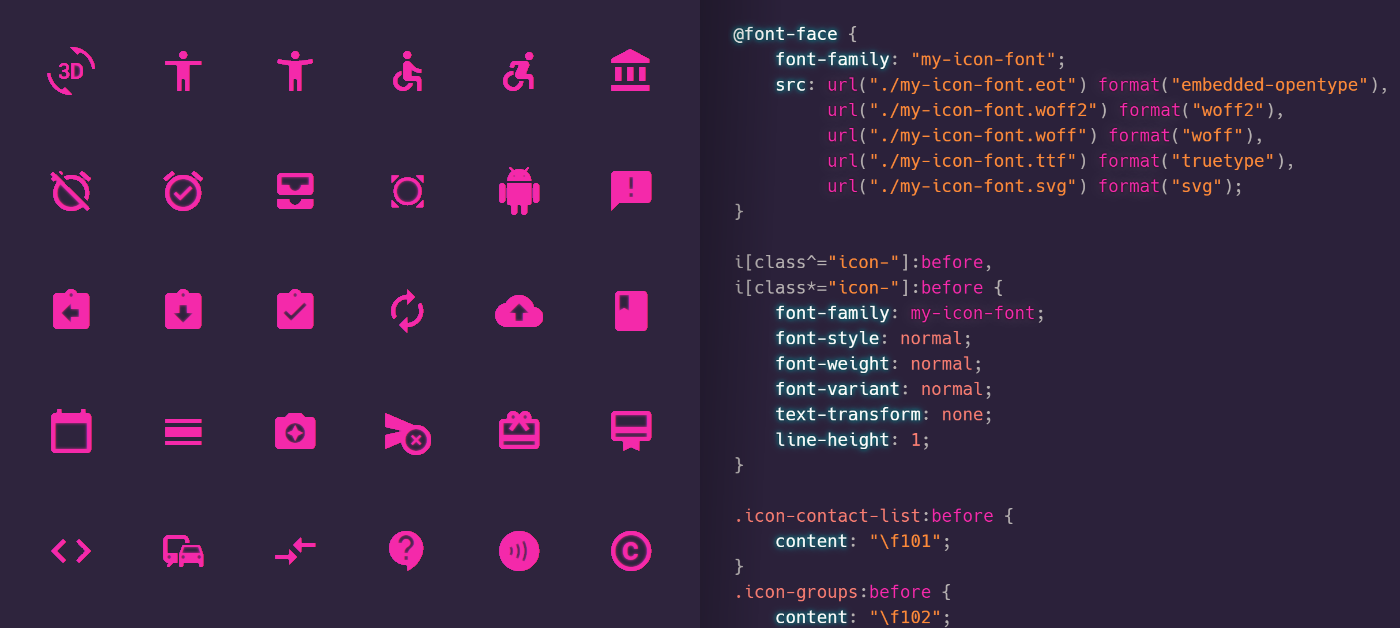 3D
@font-face {
    font-family: "my-icon-font";
    src: url("./my-icon-font.eot") format("embedded-opentype"),
         url("./my-icon-font.woff2") format("woff2"),
         url("./my-icon-font.woff") format("woff"),
         url("./my-icon-font.ttf") format("truetype"),
         url("./my-icon-font.svg") format("svg");
}
i[class^="icon-"]:before,
i[class*="icon-"]:before {
    font-family: my-icon-font;
    font-style: normal;
    font-weight: normal;
    font-variant: normal;
    text-transform: none;
    line-height: 1;
}
.icon-contact-list:before {
    content: "\f101";
}
.icon-groups:before {
    content: "\f102";